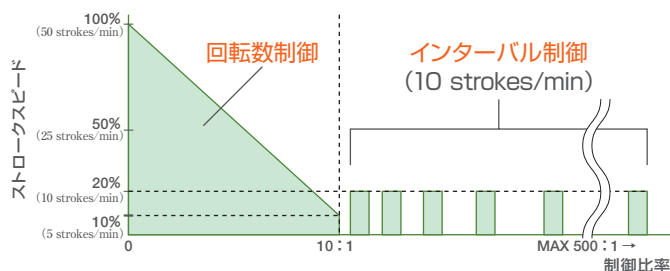 100%
(50 strokes/min)
回転数制御
インターバル制御
(10 strokes/min)
ストロークスピード
50%
(25 strokes/min)
20%
(10 strokes/min)
10%
(5 strokes/min)
0
10:1
MAX 500:1→
制御比率